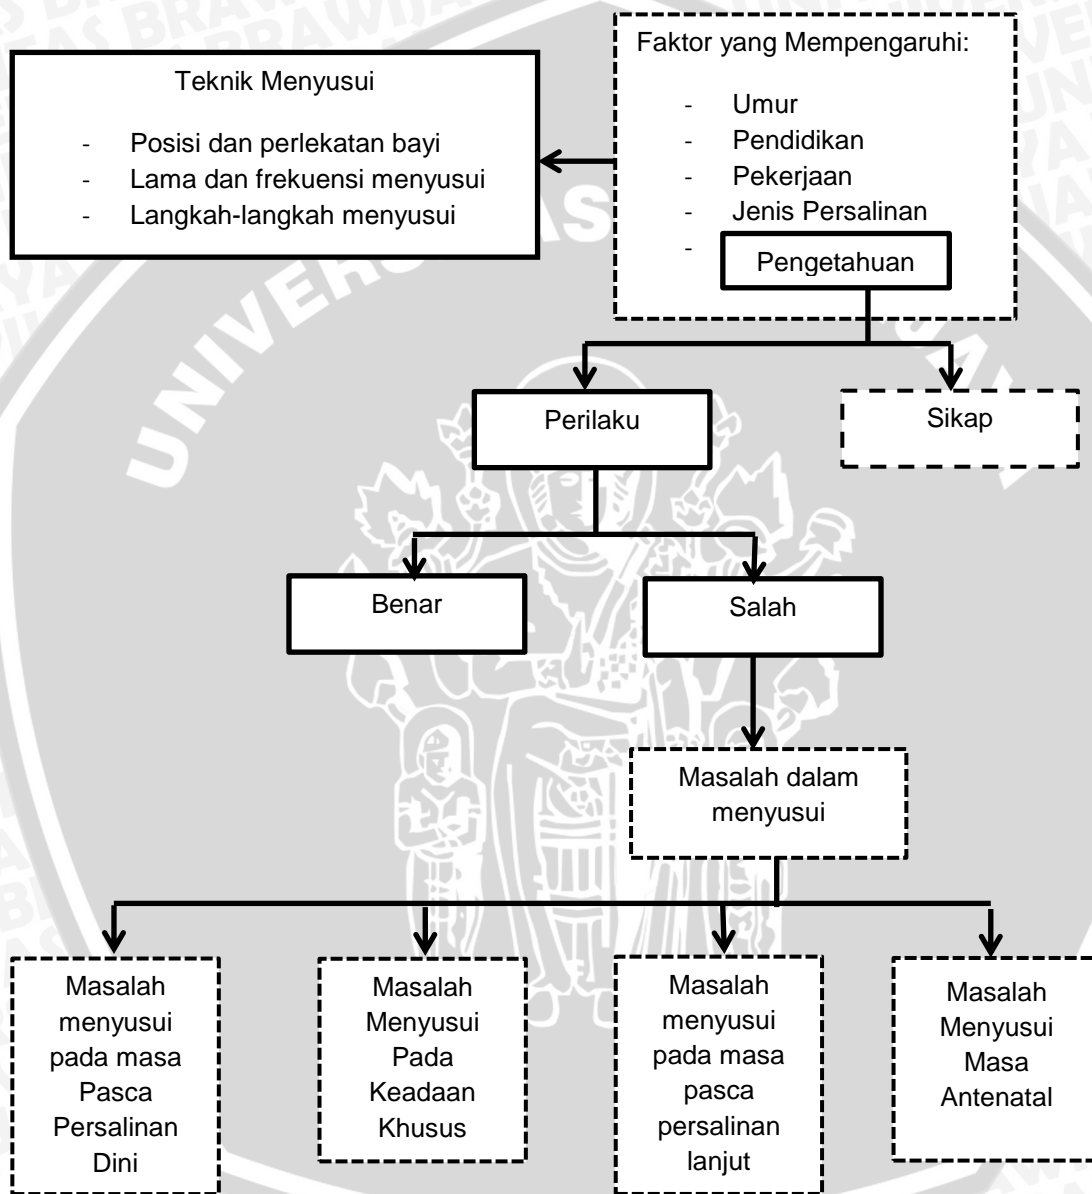 Faktor yang Mempengaruhi:
- Umur
- Pendidikan
- Pekerjaan
- Jenis Persalinan
- Pengetahuan
Teknik Menyusui
- Posisi dan perlekatan bayi
- Lama dan frekuensi menyusui
- Langkah-langkah menyusui
Perilaku
Sikap
Benar
Salah
Masalah dalam
menyusui
Masalah
menyusui
pada masa
Pasca
Persalinan
Dini
Masalah
Menyusui
Pada
Keadaan
Khusus
Masalah
menyusui
pada masa
pasca
persalinan
lanjut
Masalah
Menyusui
Masa
Antenatal